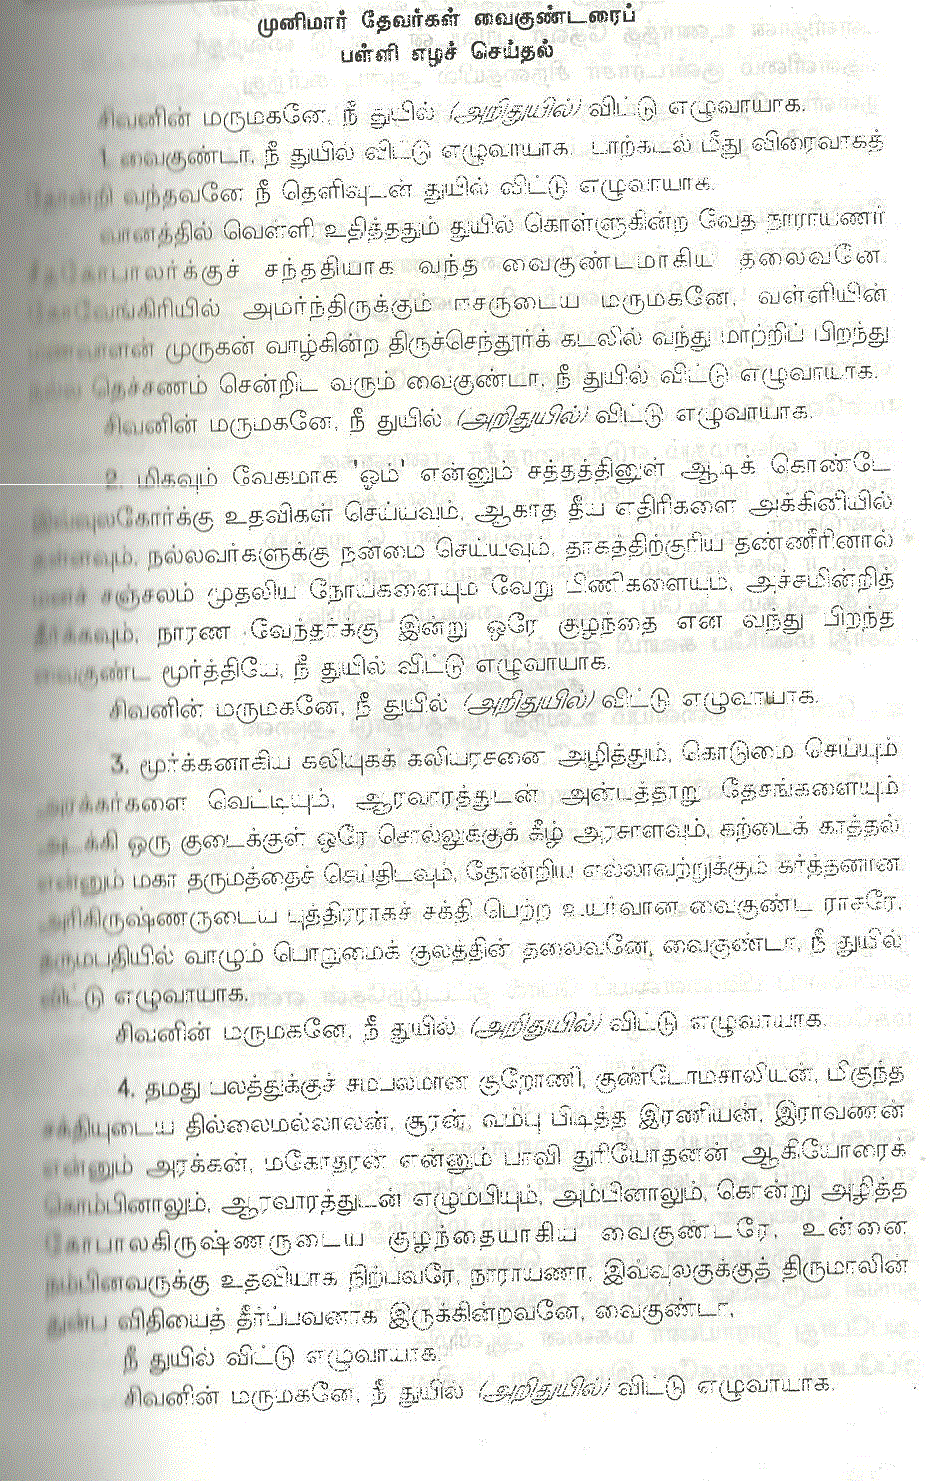 முனிமார் தேவர்கள் வைகுண்டரைப்
பள்ளி எழச் செய்தல்
சிவனின் மருமகனே, நீ துயில் (அறிதுயில்) விட்டு எழுவாயாக.
1. வைகுண்டா, நீ துயில் விட்டு எழுவாயாக. பாற்கடல் மீது விரைவாகத்
தோன்றி வந்தவனே நீ தெளிவுடன் துயில் விட்டு எழுவாயாக.
வானத்தில் வெள்ளி உதித்ததும் துயில் கொள்ளுகின்ற வேத நாராயணர்
சீதகோபாலர்க்குச் சந்ததியாக வந்த வைகுண்டமாகிய தலைவனே.
அமர்ந்திருக்கும் ஈசருடைய மருமகனே, வள்ளியின்
மணவாளன் முருகன் வாழ்கின்ற திருச்செந்தூர்க் கடலில் வந்து மாற்றிப் பிறந்து
நல்ல தெச்சணம் சென்றிட வரும் வைகுண்டா, நீ துயில் விட்டு எழுவாயாக.
சிவனின் மருமகனே, நீ துயில் (அறிதுயில்) விட்டு எழுவாயாக.
2. மிகவும் வேகமாக 'ஓம்' என்னும் சத்தத்தினுள் ஆடிக் கொண்டே
இவ்வுலகோர்க்கு உதவிகள் செய்யவும், ஆகாத தீய எதிரிகளை அக்கினியில்
தள்ளவும், நல்லவர்களுக்கு நன்மை செய்யவும், தாகத்திற்குரிய தண்ணீரினால்
மனச் சஞ்சலம் முதலிய நோய்களையும் வேறு பிணிகளையும், அச்சமின்றித்
தீர்க்கவும், நாரண வேந்தர்க்கு இன்று ஒரே குழந்தை என வந்து பிறந்த
வைகுண்ட மூர்த்தியே, நீ துயில் விட்டு எழுவாயாக.
சிவனின் மருமகனே, நீ துயில் (அறிதுயில்) விட்டு எழுவாயாக.
3. மூர்க்கனாகிய கலியுகக் கலியரசனை அழித்தும், கொடுமை செய்யும்
அரக்கர்களை வெட்டியும், ஆரவாரத்துடன் அன்டத்தாறு தேசங்களையும்
அடக்கி ஒரு குடைக்குள் ஒரே சொல்லுக்குக் கீழ் அரசாளவும், கற்டைக் காத்தல்
என்னும் மகா தருமத்தைச் செய்திடவும், தோன்றிய எல்லாவற்றுக்கும் கர்த்தனான
அரிகிருஷ்ணருடைய புத்திரராகச் சக்தி பெற்ற உயர்வான வைகுண்ட ராசரே,
தருமபதியில் வாழும் பொறுமைக் குலத்தின் தலைவனே, வைகுண்டா, நீ துயில்
விட்டு எழுவாயாக.
சிவனின் மருமகனே, நீ துயில் (அறிதுயில்) விட்டு எழுவாயாக.
4. தமது பலத்துக்குச் சமபலமான குறோணி, குண்டோமசாலியன், மிகுந்த
சக்தியுடைய தில்லைமல்லாலன், சூரன், வம்பு பிடித்த இரணியன், இராவணன்
என்னும் அரக்கன், மகோதரன் என்னும் பாவி துரியோதனன் ஆகியோரைக்
கொம்பினாலும், ஆரவாரத்துடன் எழும்பியும், அம்பினாலும், கொன்று அழித்த
கோபாலகிருஷ்ணருடைய குழந்தையாகிய வைகுண்டரே, உன்னை
நம்பினவருக்கு உதவியாக நிற்பவரே, நாராயணா, இவ்வுலகுக்குத் திருமாலின்
துன்ப விதியைத் தீர்ப்பவனாக இருக்கின்றவனே, வைகுண்டா,
நீ துயில் விட்டு எழுவாயாக.
சிவனின் மருமகனே, நீ துயில் (அறிதுயில்) விட்டு எழுவாயாக.